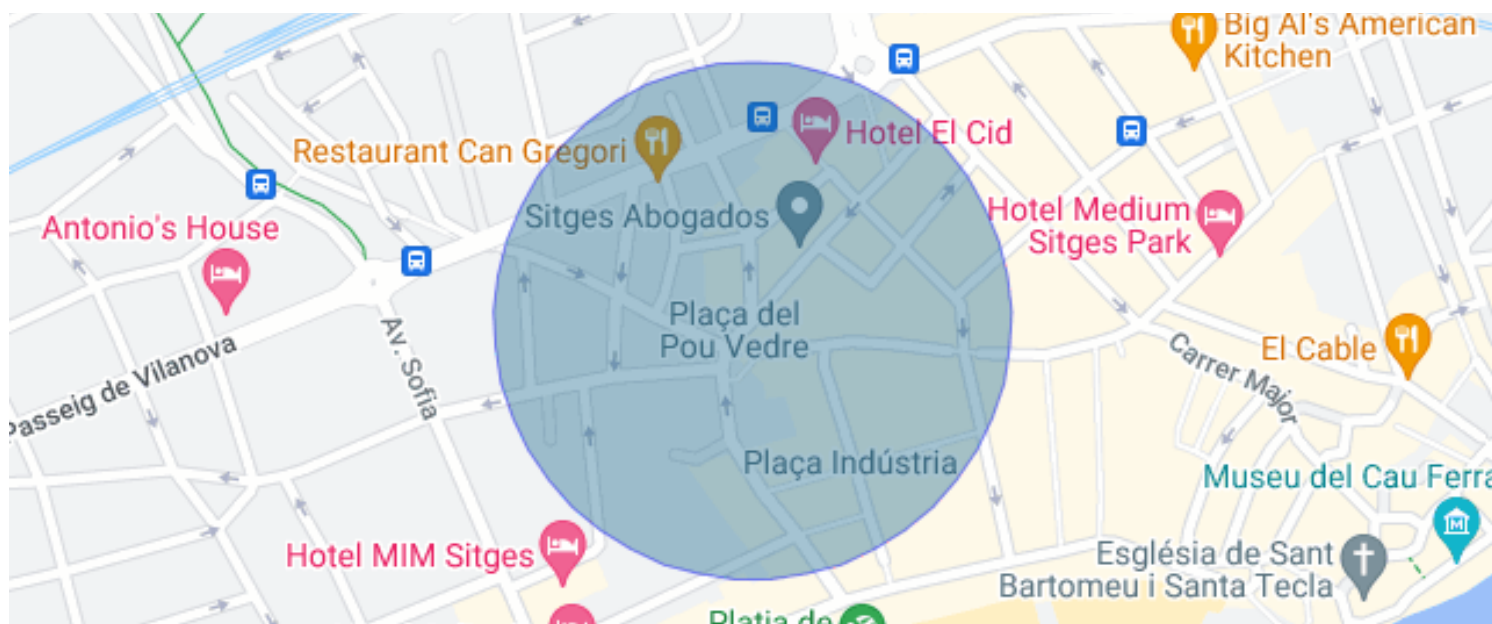 Big Al's American
Kitchen
Restaurant Can Gregori
Hotel El Cid
Antonio's House
Sitges Abogados
Hotel Medium
Sitges Park
Plaça del
Pou Vedre
Passeig de Vilanova
Av. Sofia
El Cable
Carrer Major
Plaça Indústria
Museu del Cau Ferra
Hotel MIM Sitges
Església de Sant
Bartomeu i Santa Tecla
M
Platja de